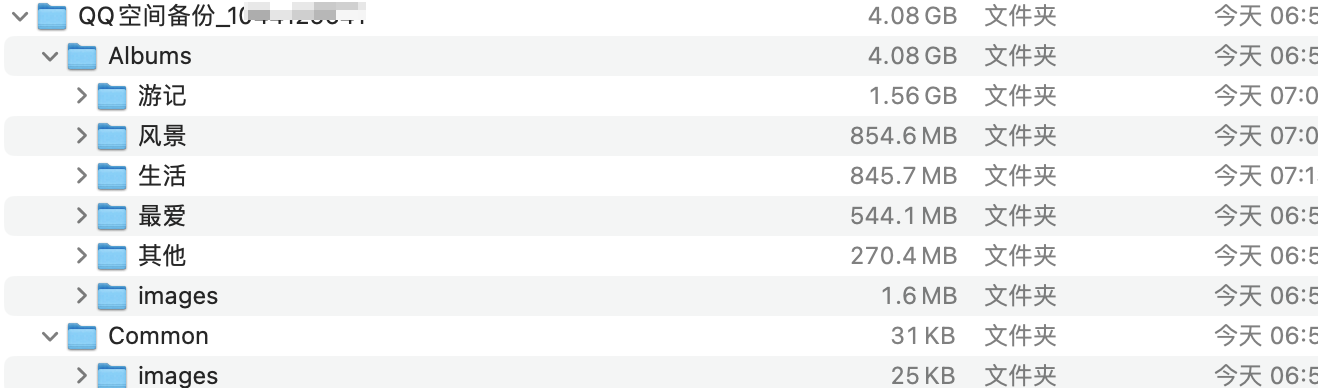 QQ空间备份_ 4.08 GB 文件夹 今天 06:5
Albums 4.08 GB 文件夹 今天 06:5
游记 1.56 GB 文件夹 今天 07:0
风景 854.6 MB 文件夹 今天 07:0
生活 845.7 MB 文件夹 今天 07:1
最爱 544.1 MB 文件夹 今天 06:5
其他 270.4 MB 文件夹 今天 06:5
images 1.6 MB 文件夹 今天 06:5
Common 31 KB 文件夹 今天 06:5
images 25 KB 文件夹 今天 06:5